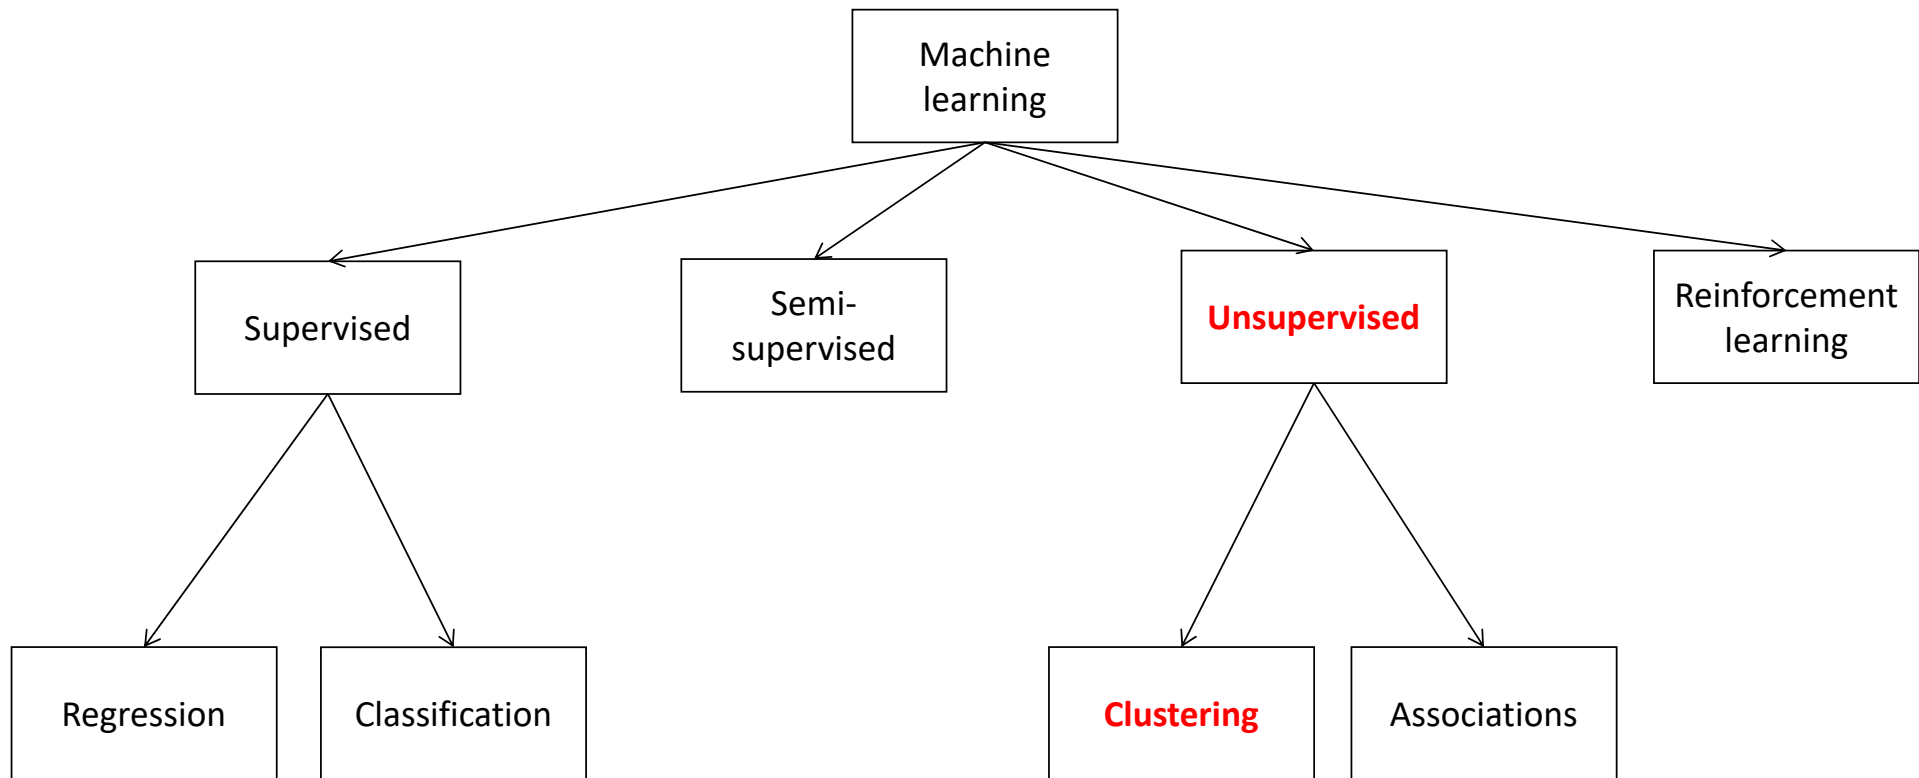 Machine
learning
Supervised
Semi-
supervised
Unsupervised
Reinforcement
learning
Regression
Classification
Clustering
Associations